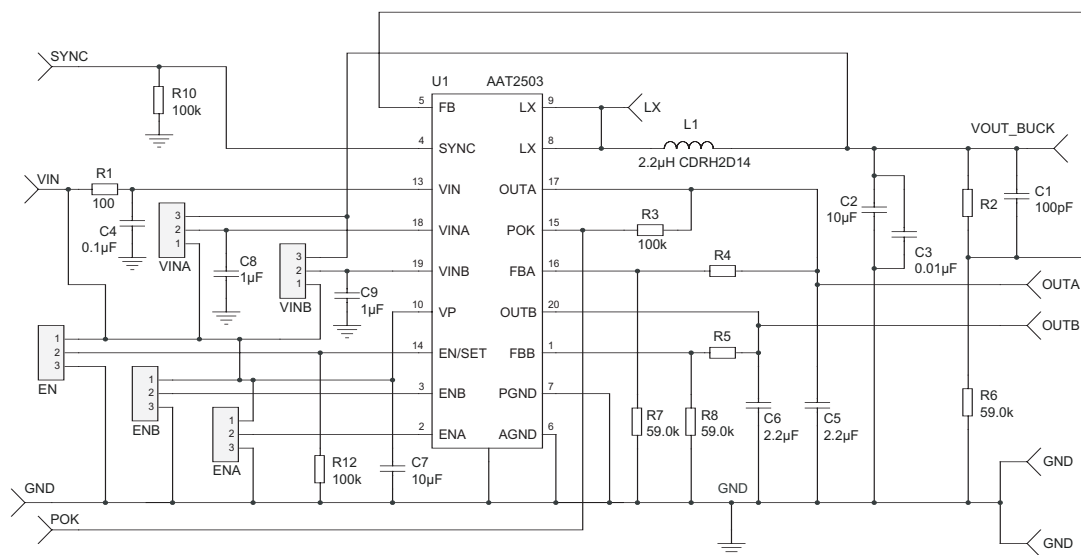 SYNC
R10
100k
VIN
R1
100
C4
0.1µF
3
2
1
VINA
C8
1µF
3
2
1
VINB
C9
1µF
1
2
3
EN
1
2
3
ENB
1
2
3
ENA
R12
100k
C7
10µF
GND
POK
U1
AAT2503
5
FB
4
SYNC
13
VIN
18
VINA
19
VINB
10
VP
14
EN/SET
3
ENB
2
ENA
LX
9
LX
8
OUTA
17
POK
15
FBA
16
OUTB
20
FBB
1
PGND
7
AGND
6
LX
L1
2.2µH CDRH2D14
R3
100k
R4
R5
R7
59.0k
R8
59.0k
C6
2.2µF
C5
2.2µF
C2
10µF
C3
0.01µF
R2
C1
100pF
VOUT_BUCK
OUTA
OUTB
R6
59.0k
GND
GND
GND